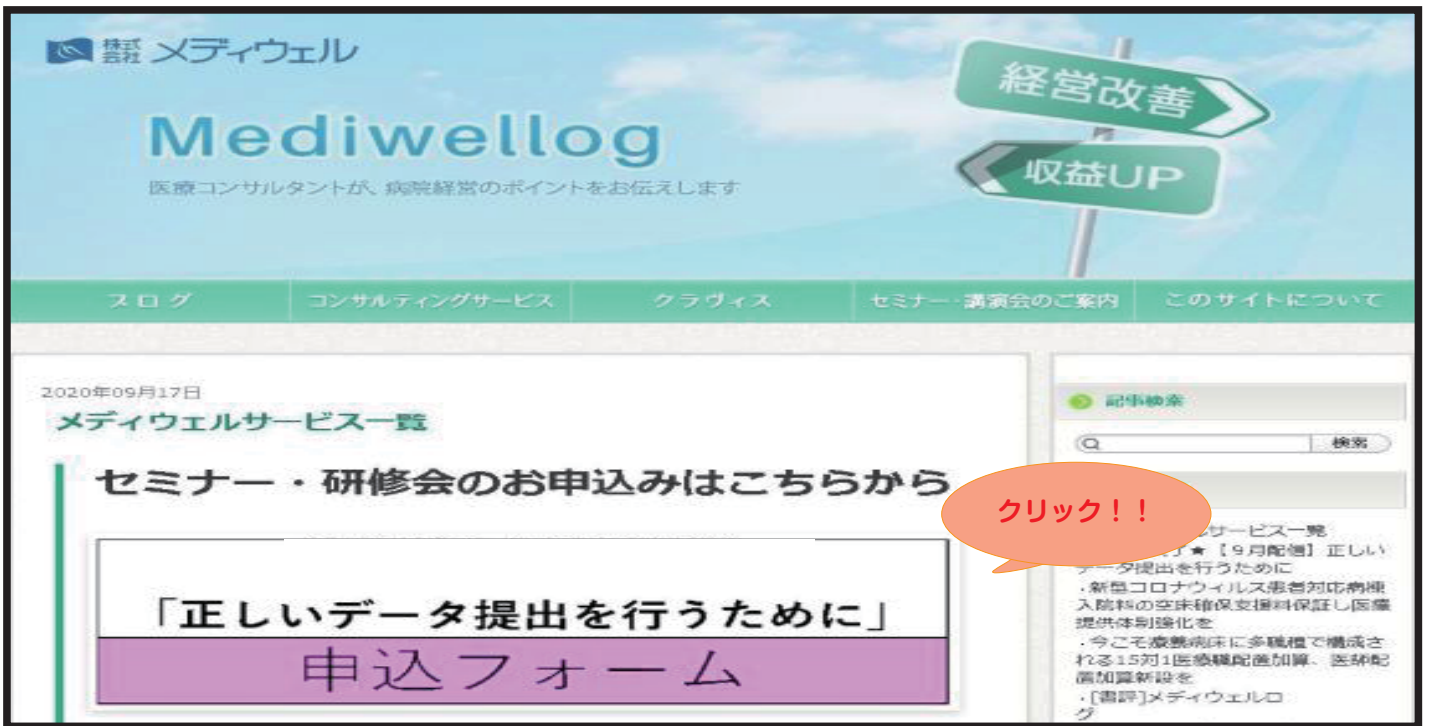 株式会社 メディウェル
経営改善
Mediwellog
収益UP
医療コンサルタントが、病院経営のポイントをお伝えします
ブログ コンサルティングサービス クラヴィス セミナー・講演会のご案内 このサイトについて
2020年09月17日
メディウェルサービス一覧
セミナー・研修会のお申込みはこちらから
「正しいデータ提出を行うために」
申込フォーム
クリック！！
記事検索
検索
サービス一覧
★【9月配信】正しい
データ提出を行うために
・新型コロナウィルス患者対応病棟
入院料の空床確保支援料保証し医療
提供体制強化を
・今こそ療養病床に多職種で構成さ
れる15対1医療職配置加算、医師配
置加算新設を
・[書評]メディウェルロ
グ